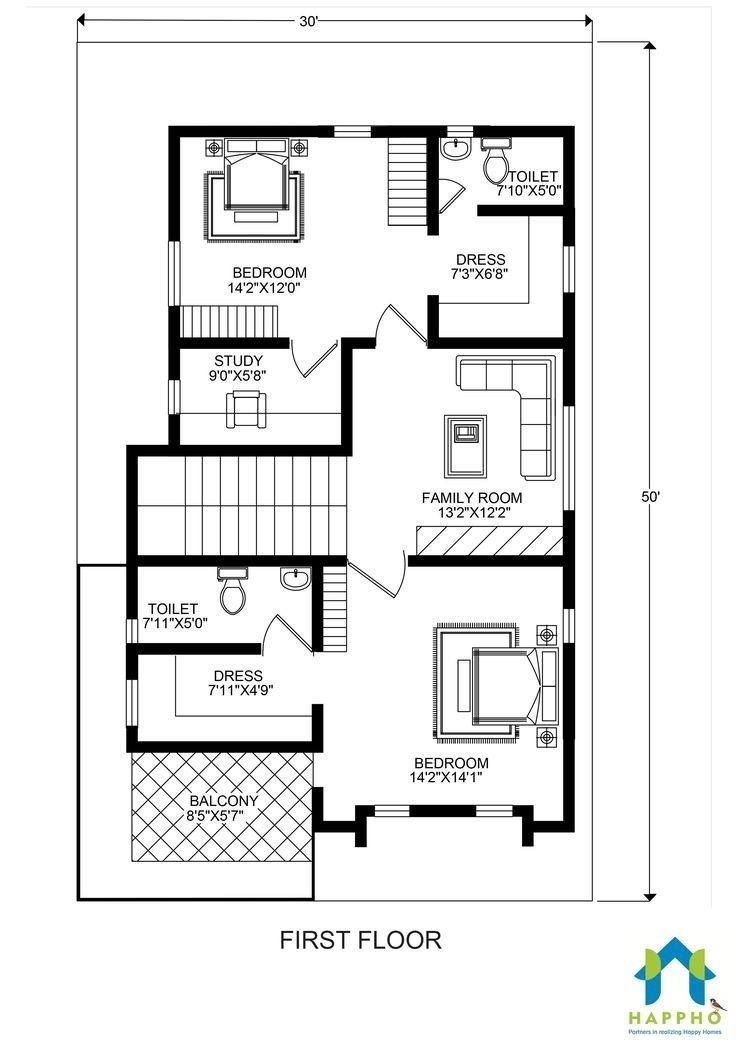 30'
TOILET
7'10"X5'0"
DRESS
7'3"X6'8"
BEDROOM
14'2"X12'0"
STUDY
9'0"X5'8"
50'
FAMILY ROOM
13'2"X12'2"
TOILET
7'11"X5'0"
DRESS
7'11"X4'9"
BEDROOM
14'2"X14'1"
BALCONY
8'5"X5'7"
FIRST FLOOR
HAPPHO
Partners in realizing Happy Homes